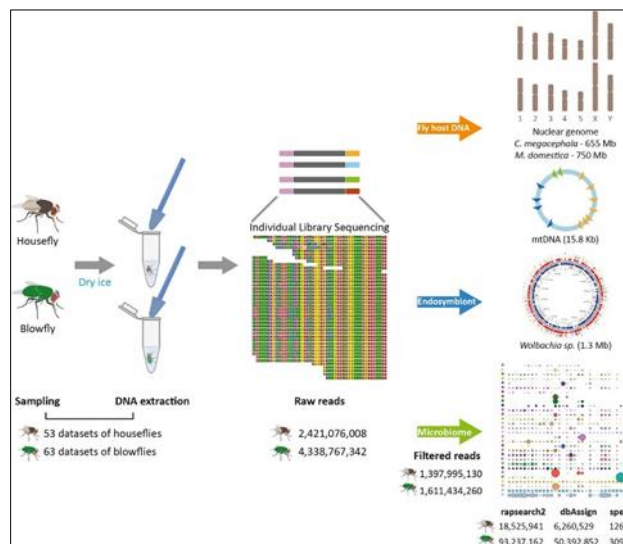 Fly host DNA
1 2 3 4 5 X Y
Nuclear genome
C. megacephala - 655 Mb
M. domestica - 750 Mb
Housefly
Dry ice
Blowfly
Individual Library Sequencing
mtDNA (15.8 Kb)
Endosymbiont
Wolbachia sp. (1.3 Mb)
Sampling DNA extraction
53 datasets of houseflies
63 datasets of blowflies
Raw reads
2,421,076,008
4,338,767,342
Microbiome
Filtered reads
1,397,995,130
1,611,434,260
rapsearch2 dbAssign spe
18,525,941 6,260,529 126
93,237,162 50,392,852 309